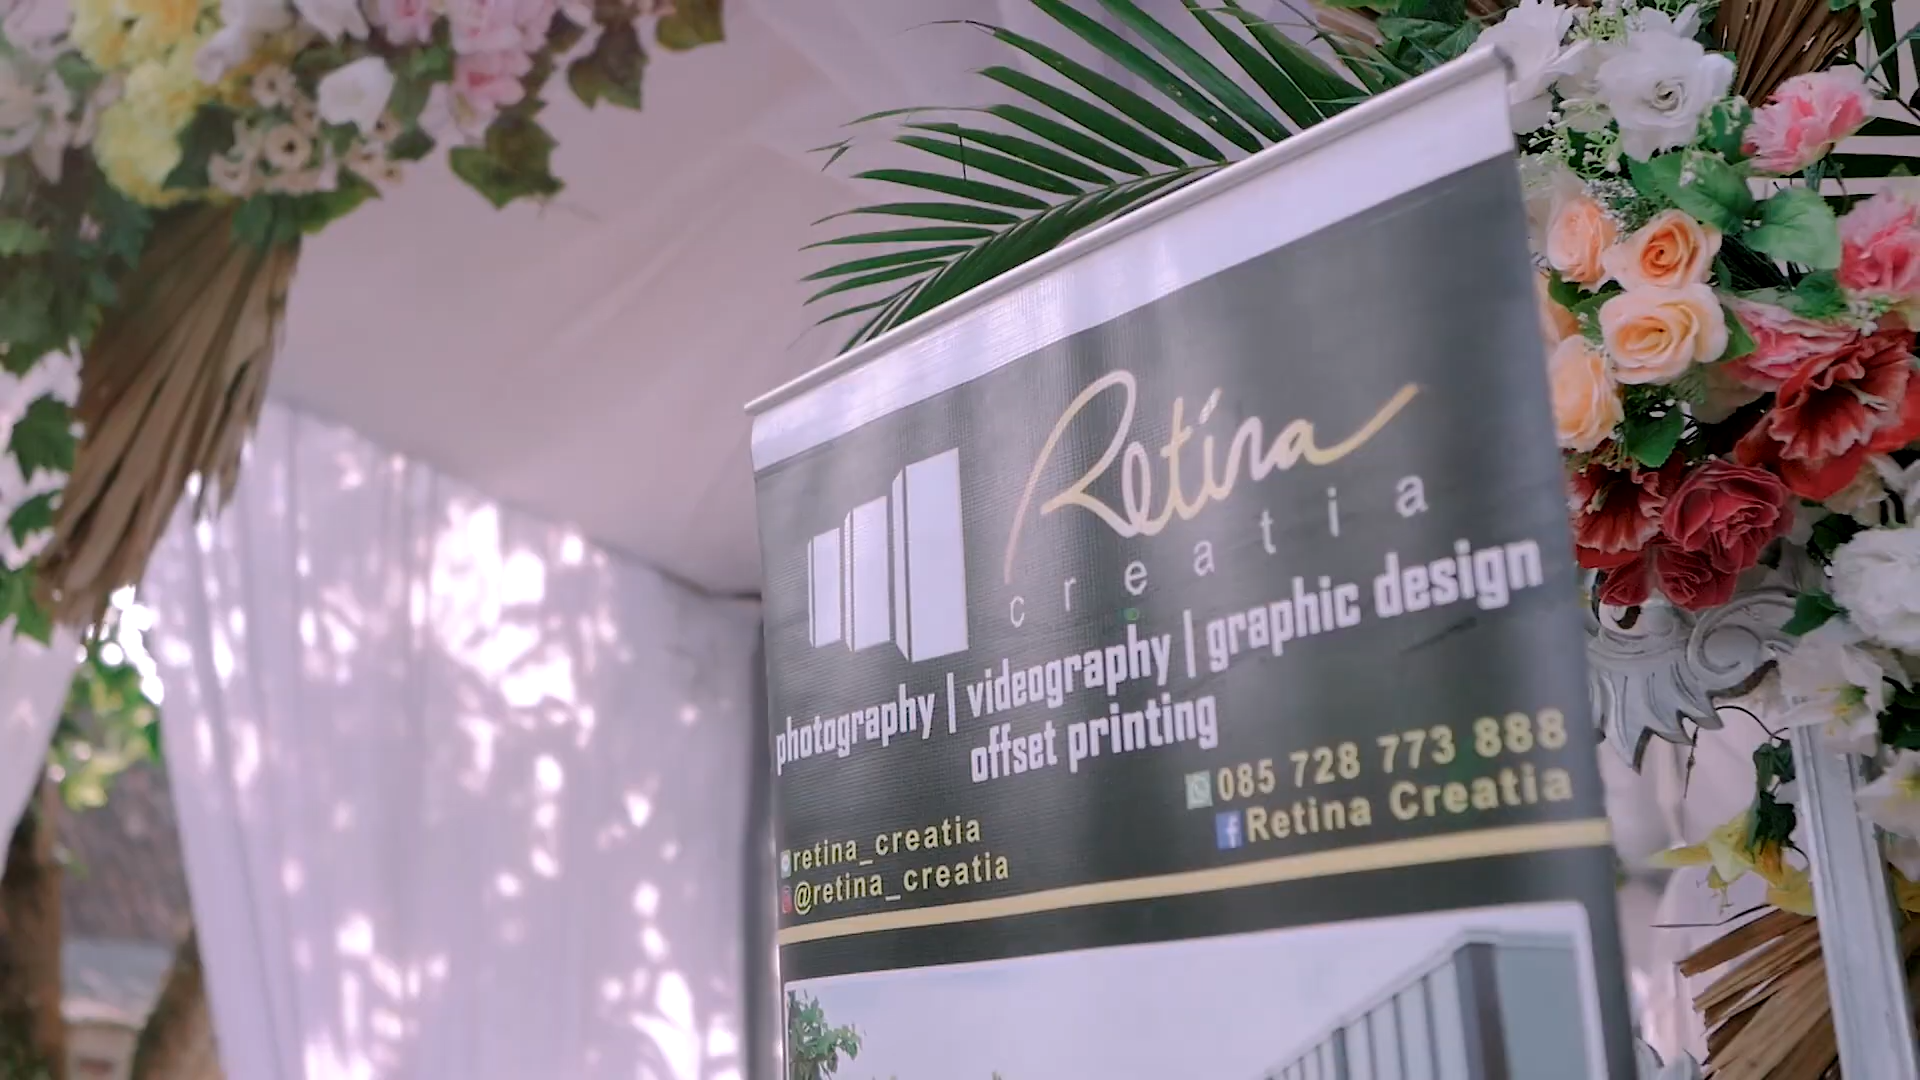 Retina
creatia
photography | videography | graphic design
offset printing
085 728 773 888
Retina Creatia
retina_creatia
@retina_creatia